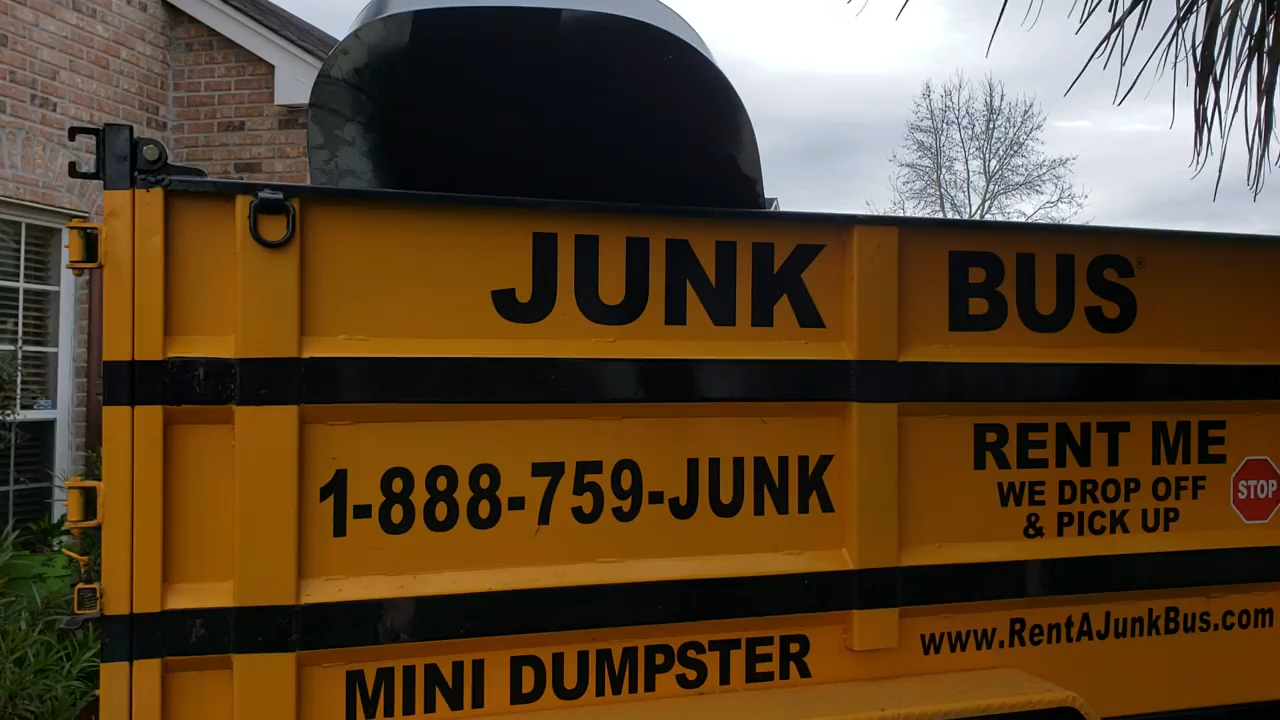 JUNK BUS®
1-888-759-JUNK
RENT ME
WE DROP OFF
& PICK UP
STOP
MINI DUMPSTER
www.RentAJunkBus.com